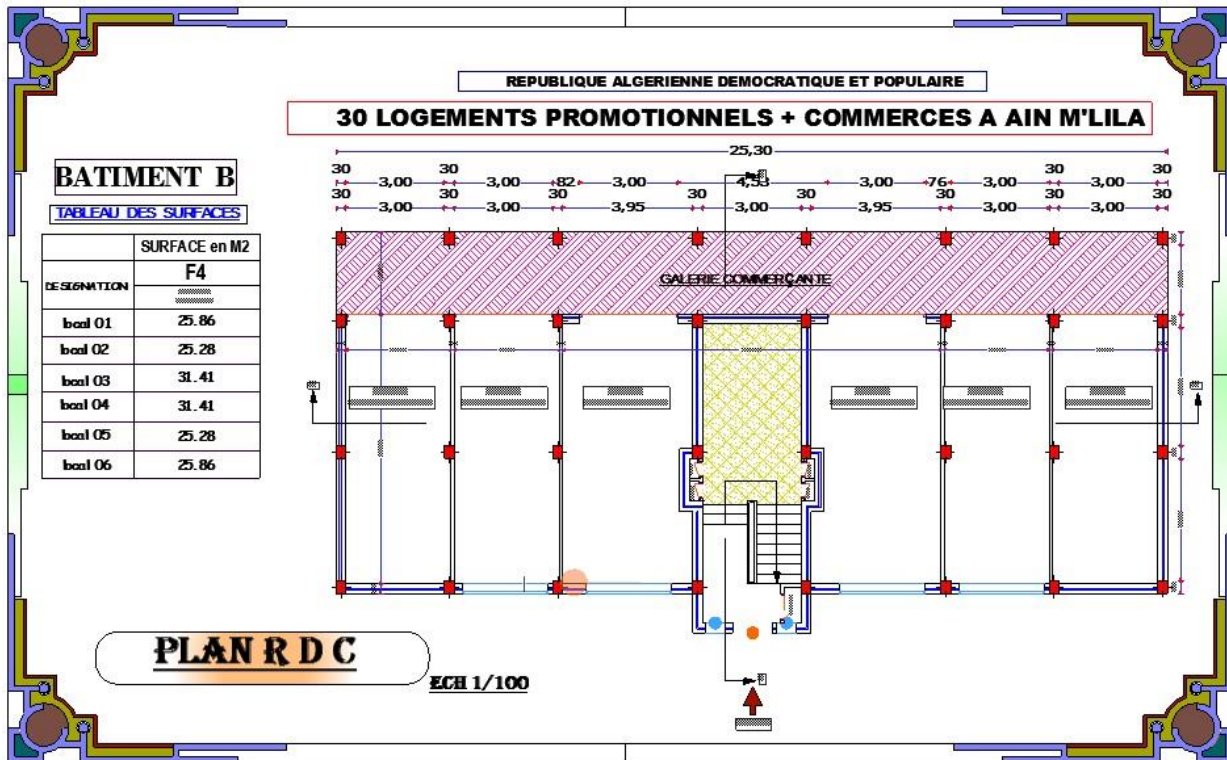 REPUBLIQUE ALGERIENNE DEMOCRATIQUE ET POPULAIRE
30 LOGEMENTS PROMOTIONNELS + COMMERCES A AIN M'LILA
BATIMENT B
TABLEAU DES SURFACES
SURFACE en M2
DESIGNATION F4
local 01 25.86
local 02 25.28
local 03 31.41
local 04 31.41
local 05 25.28
local 06 25.86
25,30
30 30 30 30
3,00 3,00 82 3,00 4,53 3,00 76 3,00 3,00
30 30 30 30 30 30 30 30
3,00 3,00 3,95 3,00 3,95 3,00 3,00
GALERIE COMMERÇANTE
PLAN R D C
ECH 1/100